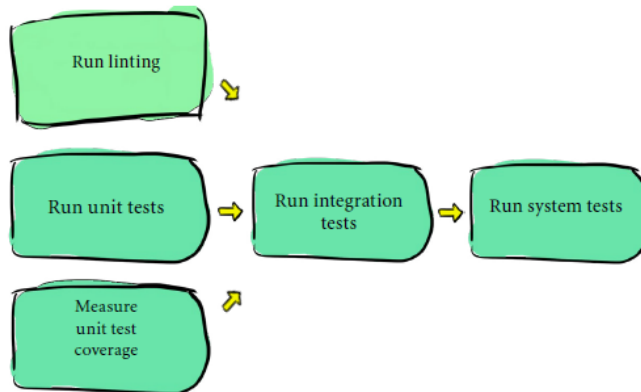 Run linting
Run unit tests
Run integration
tests
Run system tests
Measure
unit test
coverage